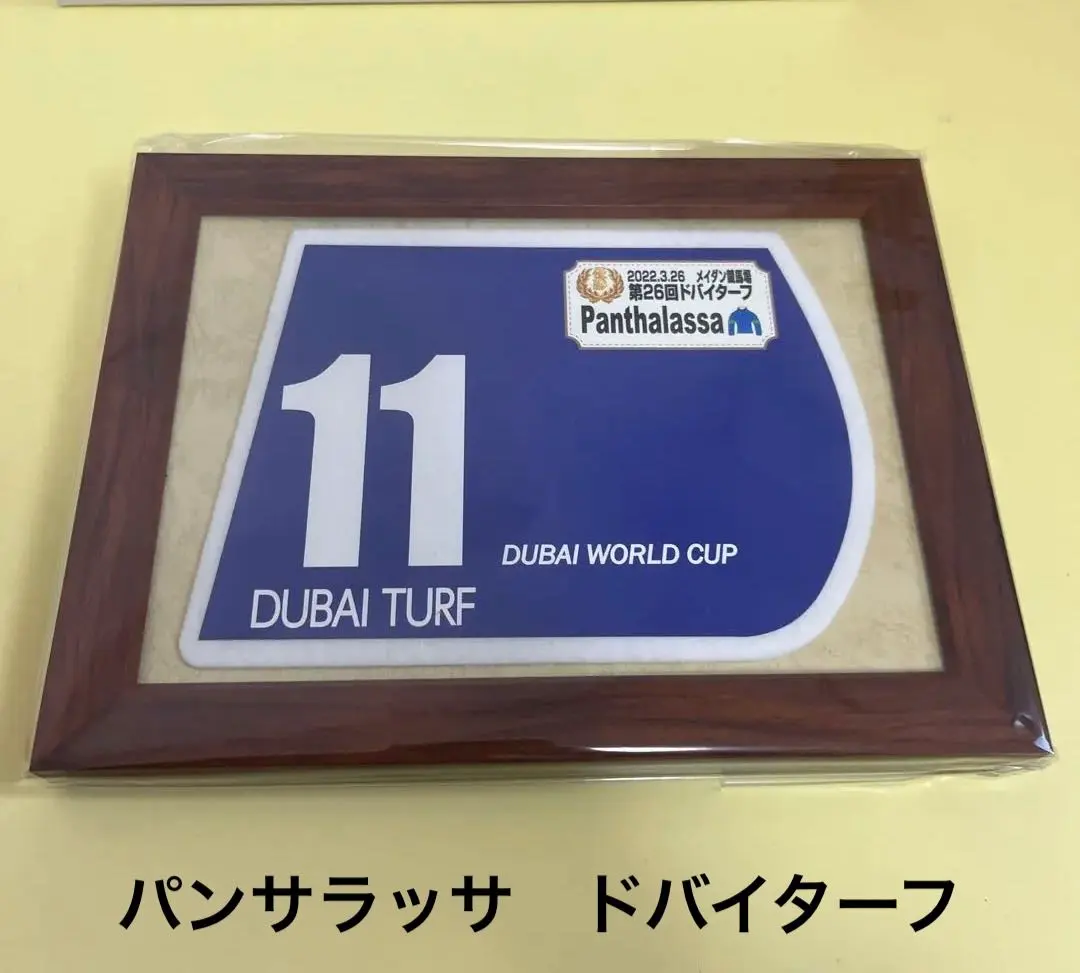 2022.3.26 メイダン競馬場
第26回ドバイターフ
Panthalassa
11
DUBAI WORLD CUP
DUBAI TURF
パンサラッサ ドバイターフ